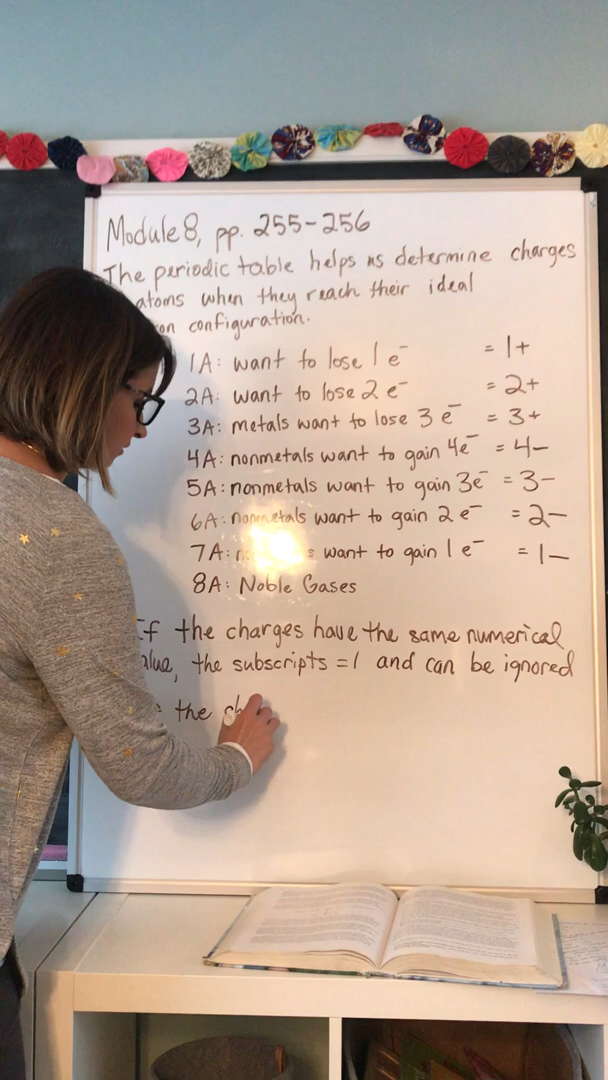 Module 8, pp. 255-256
The periodic table helps us determine charges
atoms when they reach their ideal
configuration.
1A: want to lose 1 e⁻ = 1+
2A: want to lose 2 e⁻ = 2+
3A: metals want to lose 3 e⁻ = 3+
4A: nonmetals want to gain 4e⁻ = 4-
5A: nonmetals want to gain 3e⁻ = 3-
6A: nonmetals want to gain 2 e⁻ = 2-
7A: want to gain 1 e⁻ = 1-
8A: Noble Gases
If the charges have the same numerical
the subscripts = 1 and can be ignored
the